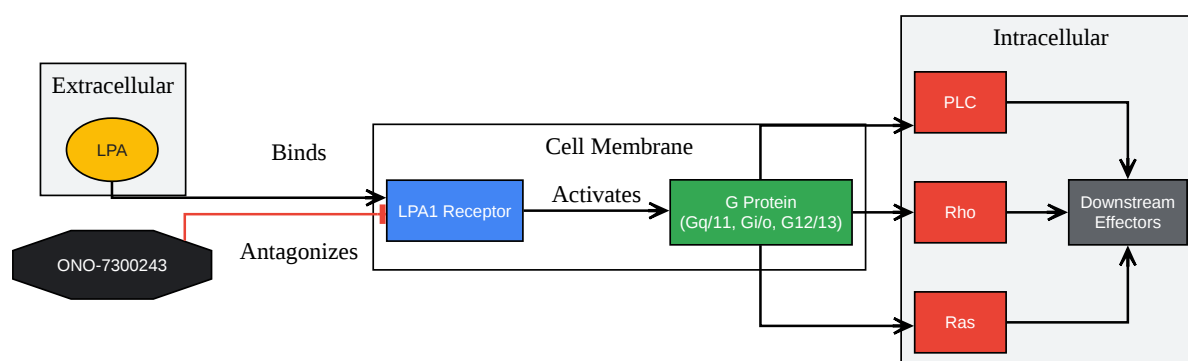 Extracellular
LPA
Binds
Antagonizes
ONO-7300243
Cell Membrane
LPA1 Receptor
Activates
G Protein
(Gq/11, Gi/o, G12/13)
Intracellular
PLC
Rho
Ras
Downstream
Effectors